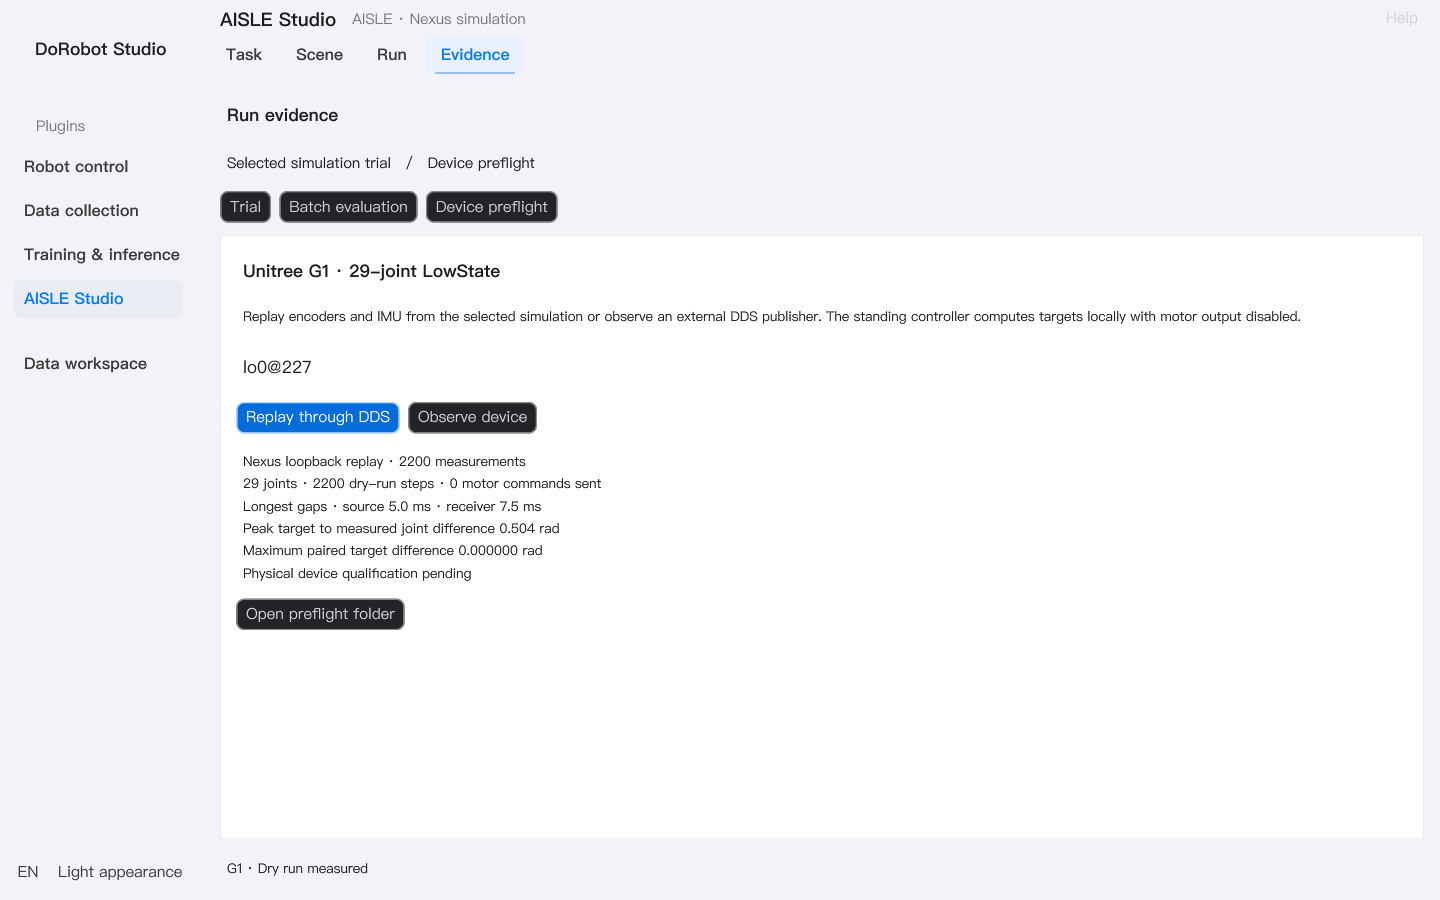 AISLE Studio AISLE · Nexus simulation
Help
DoRobot Studio
Task Scene Run Evidence
Plugins
Robot control
Data collection
Training & inference
AISLE Studio
Data workspace
Run evidence
Selected simulation trial / Device preflight
Trial Batch evaluation Device preflight
Unitree G1 · 29-joint LowState
Replay encoders and IMU from the selected simulation or observe an external DDS publisher. The standing controller computes targets locally with motor output disabled.
lo0@227
Replay through DDS Observe device
Nexus loopback replay · 2200 measurements
29 joints · 2200 dry-run steps · 0 motor commands sent
Longest gaps · source 5.0 ms · receiver 7.5 ms
Peak target to measured joint difference 0.504 rad
Maximum paired target difference 0.000000 rad
Physical device qualification pending
Open preflight folder
EN Light appearance
G1 · Dry run measured